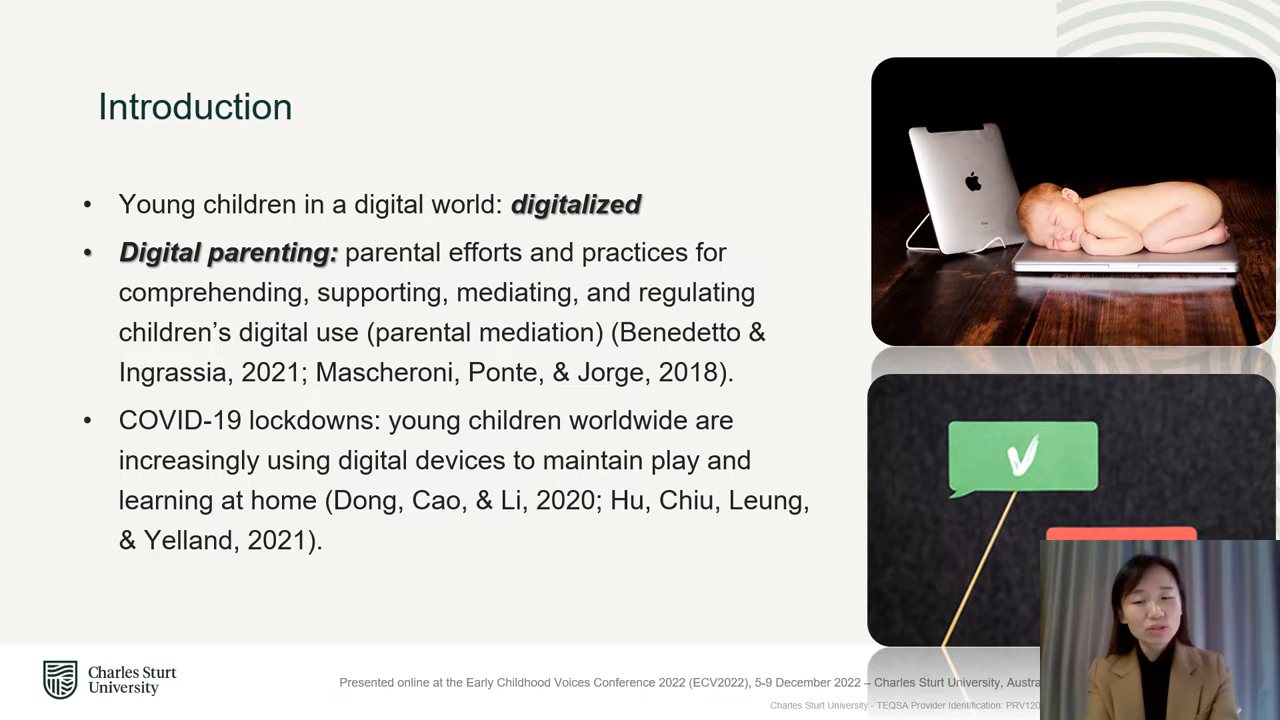 Introduction
• Young children in a digital world: digitalized
• Digital parenting: parental efforts and practices for
comprehending, supporting, mediating, and regulating
children’s digital use (parental mediation) (Benedetto &
Ingrassia, 2021; Mascheroni, Ponte, & Jorge, 2018).
• COVID-19 lockdowns: young children worldwide are
increasingly using digital devices to maintain play and
learning at home (Dong, Cao, & Li, 2020; Hu, Chiu, Leung,
& Yelland, 2021).
Charles Sturt
University
Presented online at the Early Childhood Voices Conference 2022 (ECV2022), 5-9 December 2022 – Charles Sturt University, Austra
Charles Sturt University - TEQSA Provider Identification: PRV120